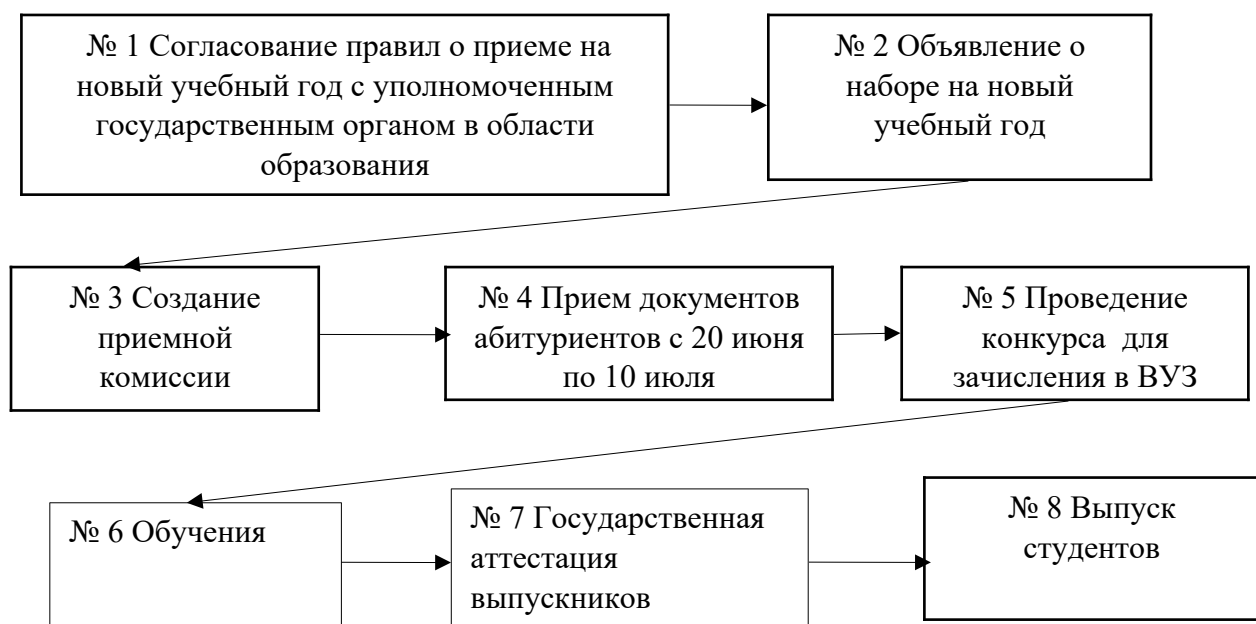 № 1 Согласование правил о приеме на
новый учебный год с уполномоченным
государственным органом в области
образования
№ 2 Объявление о
наборе на новый
учебный год
№ 3 Создание
приемной
комиссии
№ 4 Прием документов
абитуриентов с 20 июня
по 10 июля
№ 5 Проведение
конкурса для
зачисления в ВУЗ
№ 6 Обучения
№ 7 Государственная
аттестация
выпускников
№ 8 Выпуск
студентов